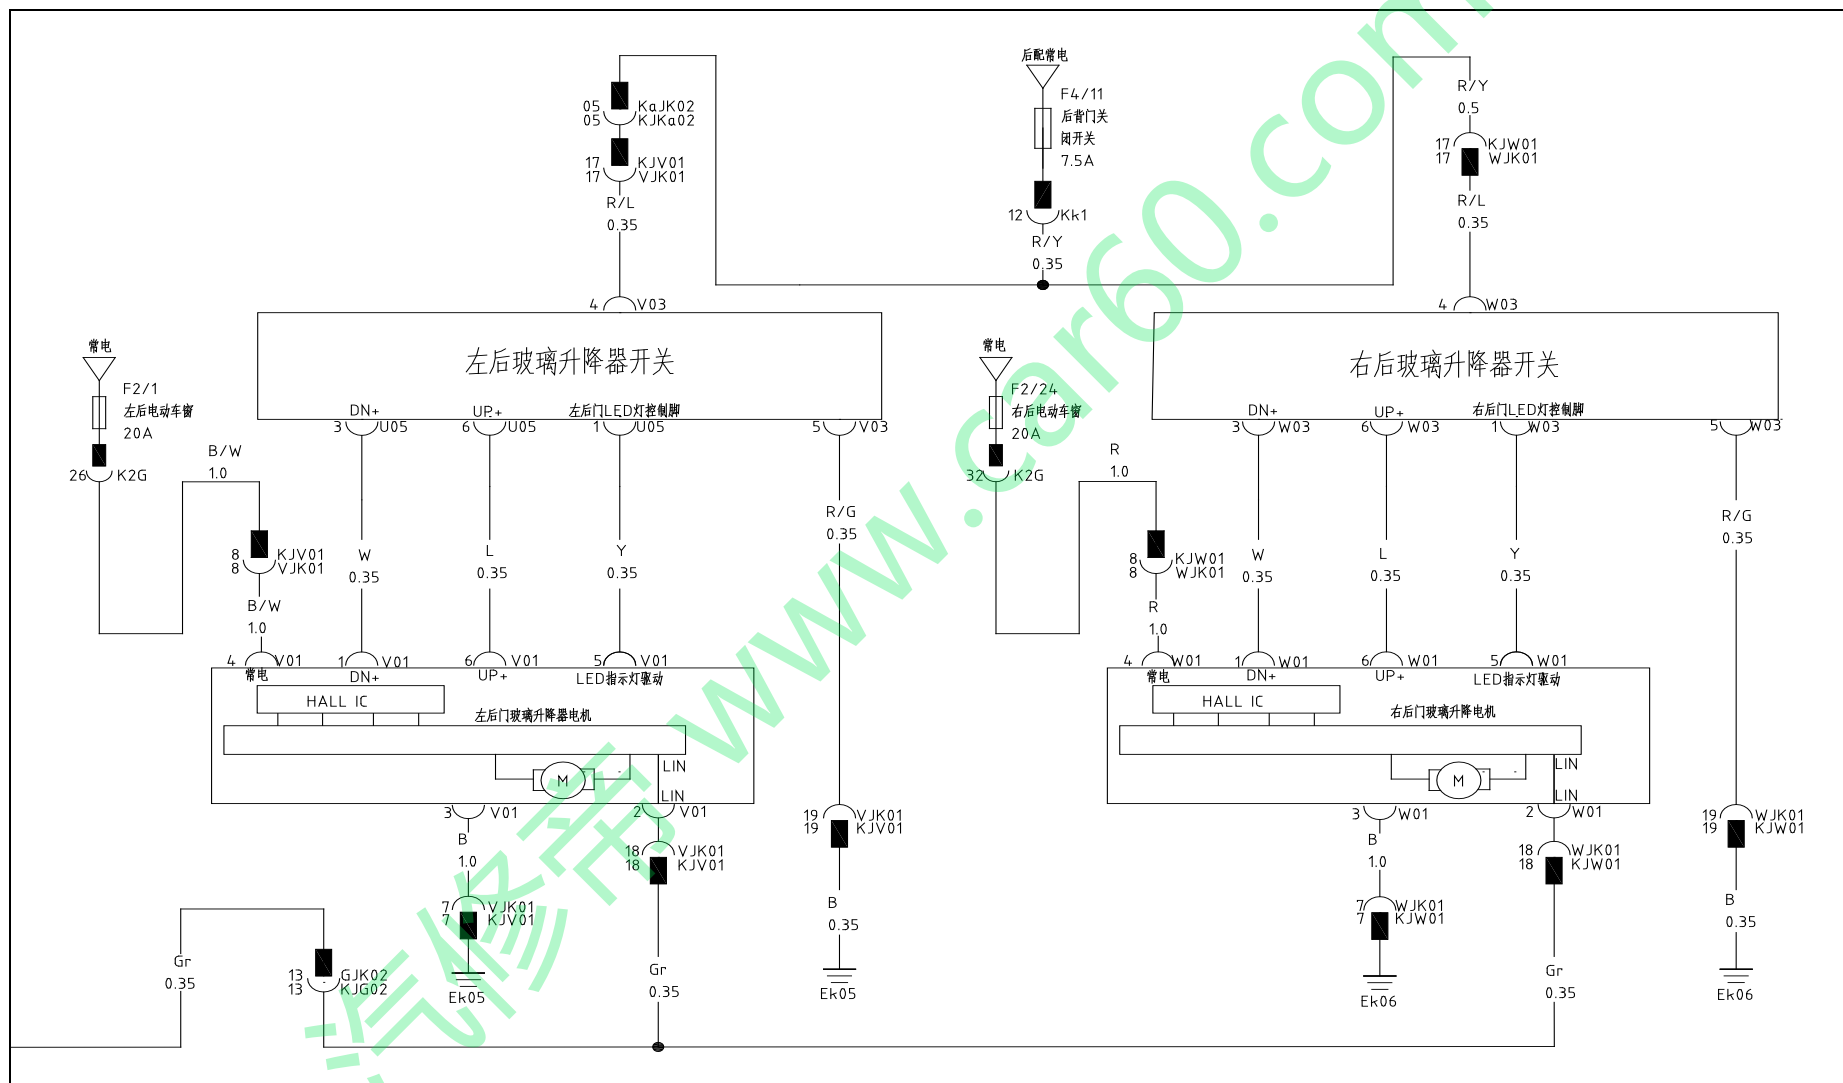 后配常电
F4/11
后背门关
闭开关
7.5A
12 Kk1
R/Y
0.35
05 KaJK02
05 KJKa02
17 KJV01
17 VJK01
R/L
0.35
4 V03
R/Y
0.5
17 KJW01
17 WJK01
R/L
0.35
4 W03
常电
F2/1
左后电动车窗
20A
26 K2G
B/W
1.0
8 KJV01
8 VJK01
B/W
1.0
左后玻璃升降器开关
DN+ UP+ 左后门LED灯控制脚
3 U05 6 U05 1 U05 5 V03
W L Y
0.35 0.35 0.35
R/G
0.35
4 V01 1 V01 6 V01 5 V01
常电 DN+ UP+ LED指示灯驱动
HALL IC
左后门玻璃升降器电机
M
LIN
LIN
3 V01 2 V01
B
1.0
7 VJK01
7 KJV01
Ek05
18 VJK01
18 KJV01
Gr
0.35
19 VJK01
19 KJV01
B
0.35
Ek05
Gr
0.35
13 GJK02
13 KJG02
常电
F2/24
右后电动车窗
20A
32 K2G
R
1.0
8 KJW01
8 WJK01
R
1.0
右后玻璃升降器开关
DN+ UP+ 右后门LED灯控制脚
3 W03 6 W03 1 W03 5 W03
W L Y
0.35 0.35 0.35
R/G
0.35
4 W01 1 W01 6 W01 5 W01
常电 DN+ UP+ LED指示灯驱动
HALL IC
右后门玻璃升降电机
M
LIN
LIN
3 W01 2 W01
B
1.0
7 WJK01
7 KJW01
Ek06
18 WJK01
18 KJW01
Gr
0.35
19 WJK01
19 KJW01
B
0.35
Ek06
汽修帝 www.car60.com